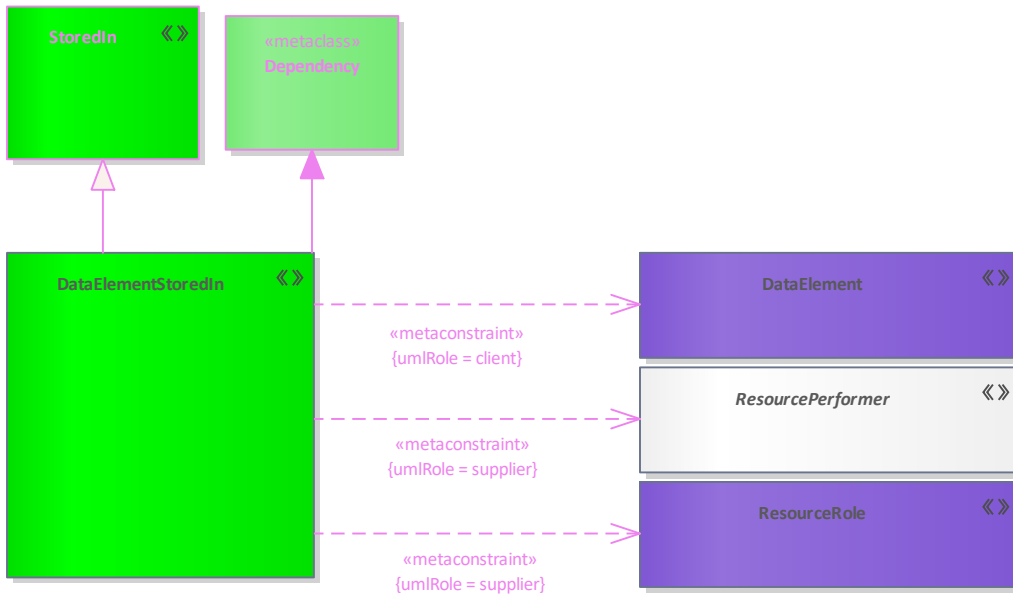 StoredIn
«»
«metaclass»
Dependency
DataElementStoredIn
«»
«metaconstraint»
{umlRole = client}
DataElement
«»
«metaconstraint»
{umlRole = supplier}
ResourcePerformer
«»
«metaconstraint»
{umlRole = supplier}
ResourceRole
«»